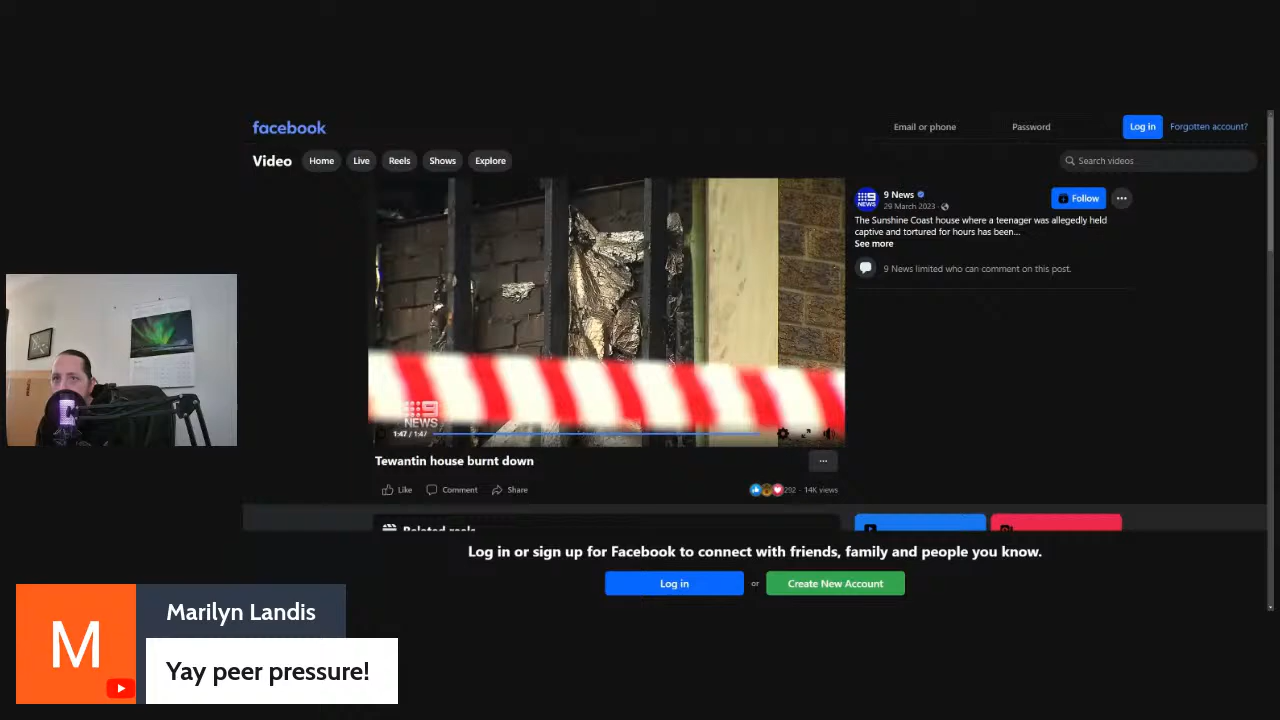 facebook
Email or phone
Password
Log in
Forgotten account?
Video
Home
Live
Reels
Shows
Explore
Search videos
9 News
29 March 2023
Follow
The Sunshine Coast house where a teenager was allegedly held
captive and tortured for hours has been...
See more
9 News limited who can comment on this post.
9
NEWS
1:47 / 1:47
Tewantin house burnt down
Like
Comment
Share
292 · 14K views
Related reels
Log in or sign up for Facebook to connect with friends, family and people you know.
Log in
or
Create New Account
M
Marilyn Landis
Yay peer pressure!